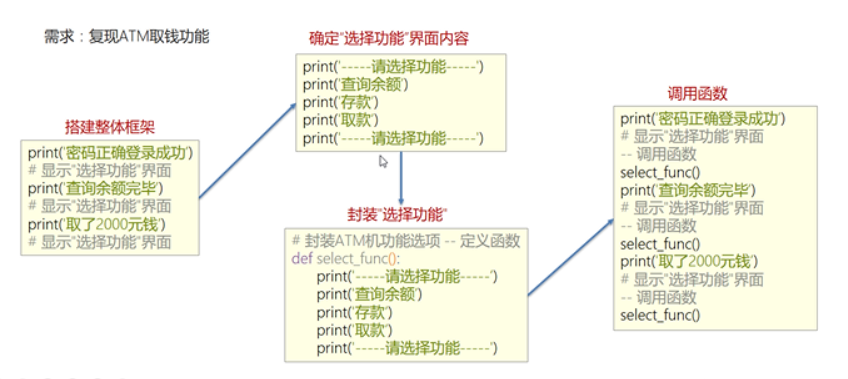 需求：复现ATM取钱功能
搭建整体框架
print('密码正确登录成功')
# 显示"选择功能"界面
print('查询余额完毕')
# 显示"选择功能"界面
print('取了2000元钱')
# 显示"选择功能"界面
确定"选择功能"界面内容
print('-----请选择功能-----')
print('查询余额')
print('存款')
print('取款')
print('-----请选择功能-----')
封装"选择功能"
# 封装ATM机功能选项 -- 定义函数
def select_func():
print('-----请选择功能-----')
print('查询余额')
print('存款')
print('取款')
print('-----请选择功能-----')
调用函数
print('密码正确登录成功')
# 显示"选择功能"界面
-- 调用函数
select_func()
print('查询余额完毕')
# 显示"选择功能"界面
-- 调用函数
select_func()
print('取了2000元钱')
# 显示"选择功能"界面
-- 调用函数
select_func()